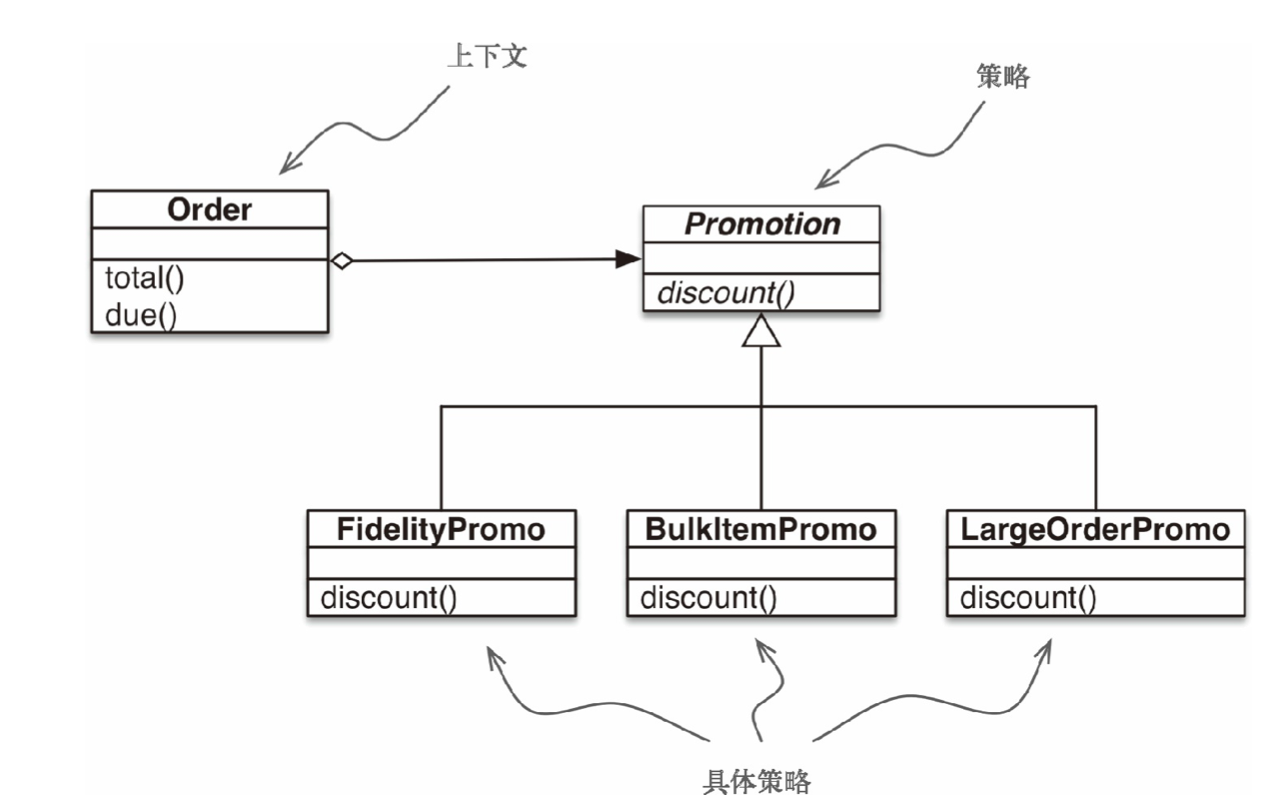 上下文
策略
Order
total()
due()
Promotion
discount()
FidelityPromo
discount()
BulkItemPromo
discount()
LargeOrderPromo
discount()
具体策略